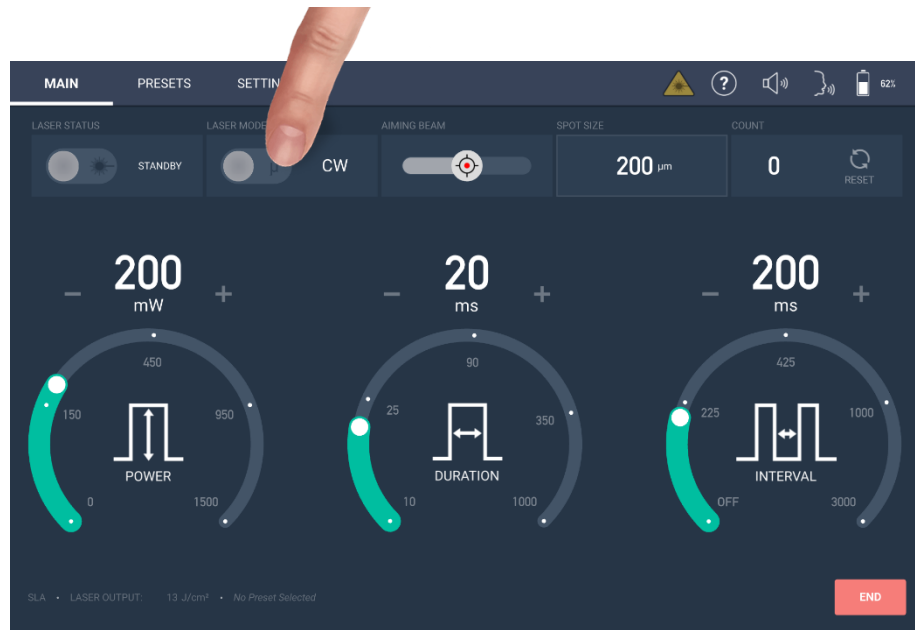 MAIN PRESETS SETTIN 62%
LASER STATUS LASER MODE AIMING BEAM SPOT SIZE COUNT
STANDBY µ CW 200 µm 0 RESET
200 20 200
mW ms ms
450 90 425
150 950 25 350 225 1000
POWER DURATION INTERVAL
0 1500 10 1000 OFF 3000
SLA • LASER OUTPUT: 13 J/cm² • No Preset Selected END